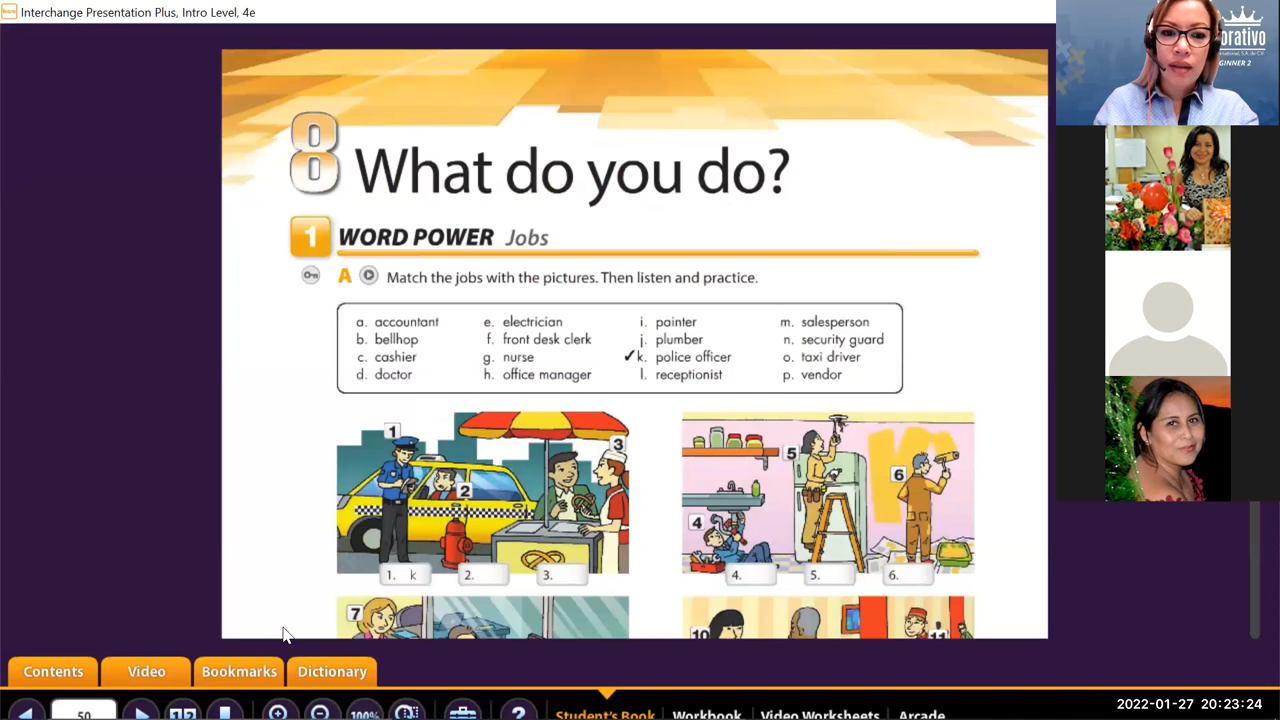 Interchange Presentation Plus, Intro Level, 4e
GINNER 2
8 What do you do?
1 WORD POWER Jobs
A Match the jobs with the pictures. Then listen and practice.
a. accountant e. electrician i. painter m. salesperson
b. bellhop f. front desk clerk j. plumber n. security guard
c. cashier g. nurse ✓k. police officer o. taxi driver
d. doctor h. office manager l. receptionist p. vendor
1 2 3
4 5 6
1. k 2. 3.
4. 5. 6.
7 10 11
Contents Video Bookmarks Dictionary
50 100% ? Student's Book Workbook Video Worksheets Arcade
2022-01-27 20:23:24